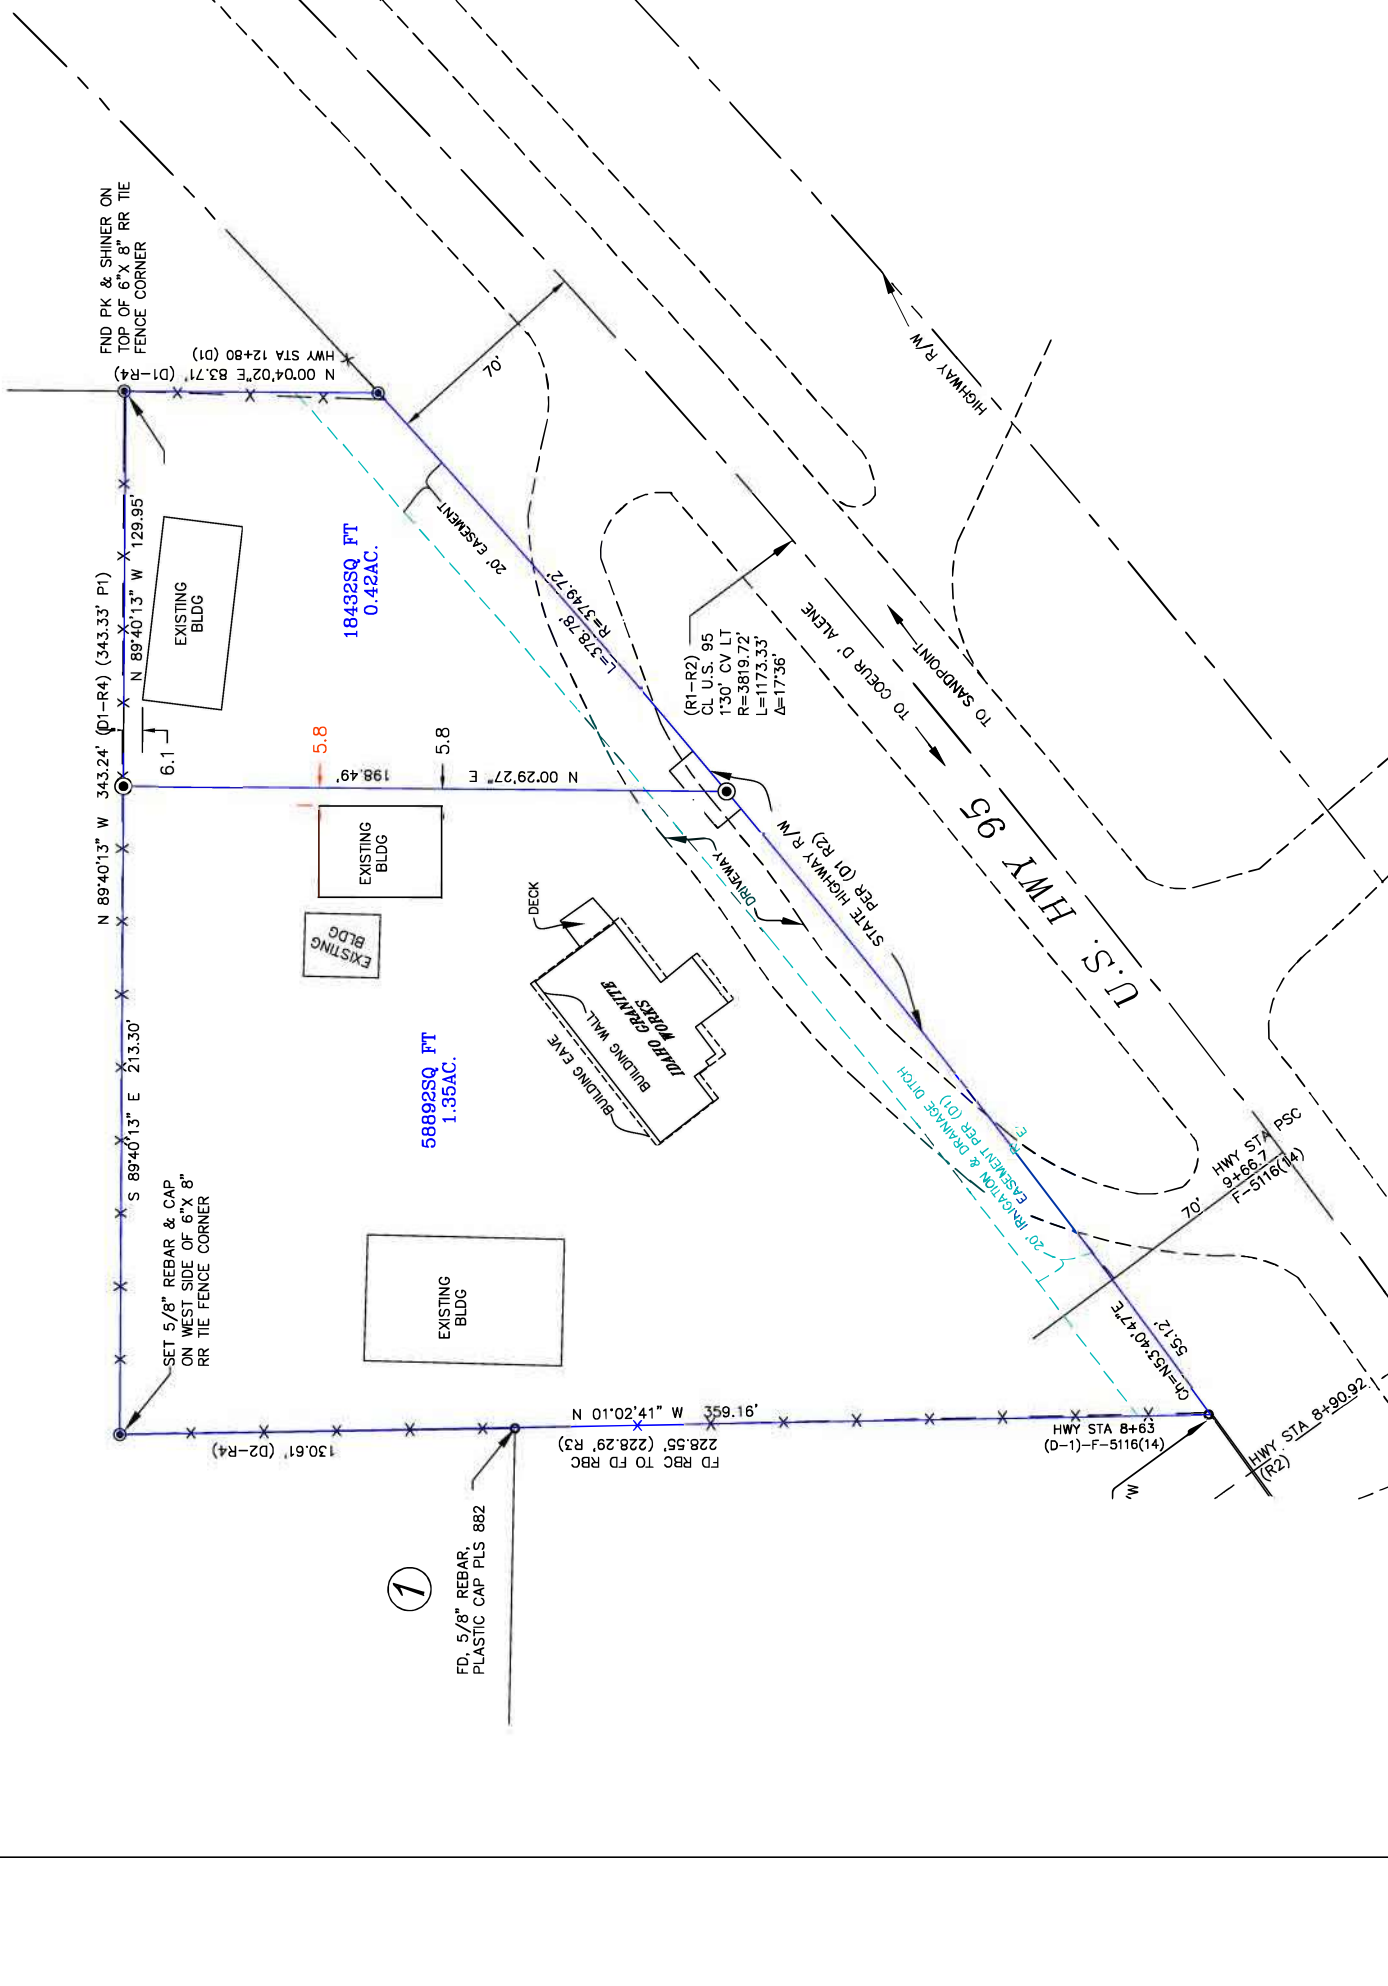 FND PK & SHINER ON
TOP OF 6"X 8" RR TIE
FENCE CORNER
N 00°04'02"E 83.71' (D1-R4)
HWY STA 12+80 (D1)
N 89°40'13" W 343.24' (D1-R4) (343.33' P1)
N 89°40'13" W 129.95'
EXISTING
BLDG
18432SQ FT
0.42AC.
20' EASEMENT
L=378.78'
R=3749.72'
70'
HIGHWAY R/W
(R1-R2)
CL U.S. 95
1°30' CV LT
R=3819.72'
L=1173.33'
Δ=17°36'
TO COEUR D' ALENE
TO SANDPOINT
U.S. HWY 95
6.1
5.8
5.8
N 00°29'27" E 198.49'
EXISTING
BLDG
EXISTING
BLDG
DECK
DRIVEWAY
STATE HIGHWAY R/W
PER (D1 R2)
IDAHO GRANITE
WORKS
BUILDING WALL
BUILDING EAVE
58892SQ FT
1.35AC.
S 89°40'13" E 213.30'
SET 5/8" REBAR & CAP
ON WEST SIDE OF 6"X 8"
RR TIE FENCE CORNER
EXISTING
BLDG
20' IRRIGATION & DRAINAGE DITCH
EASEMENT PER (D1)
70'
HWY STA PSC
9+66.7
F-5116(14)
Ch=N53°40'47"E
55.12'
N 01°02'41" W 359.16'
130.61' (D2-R4)
FD RBC TO FD RBC
228.55' (228.29' R3)
HWY STA 8+63
(D-1)-F-5116(14)
HWY STA 8+90.92
(R2)
FD, 5/8" REBAR,
PLASTIC CAP PLS 882
1